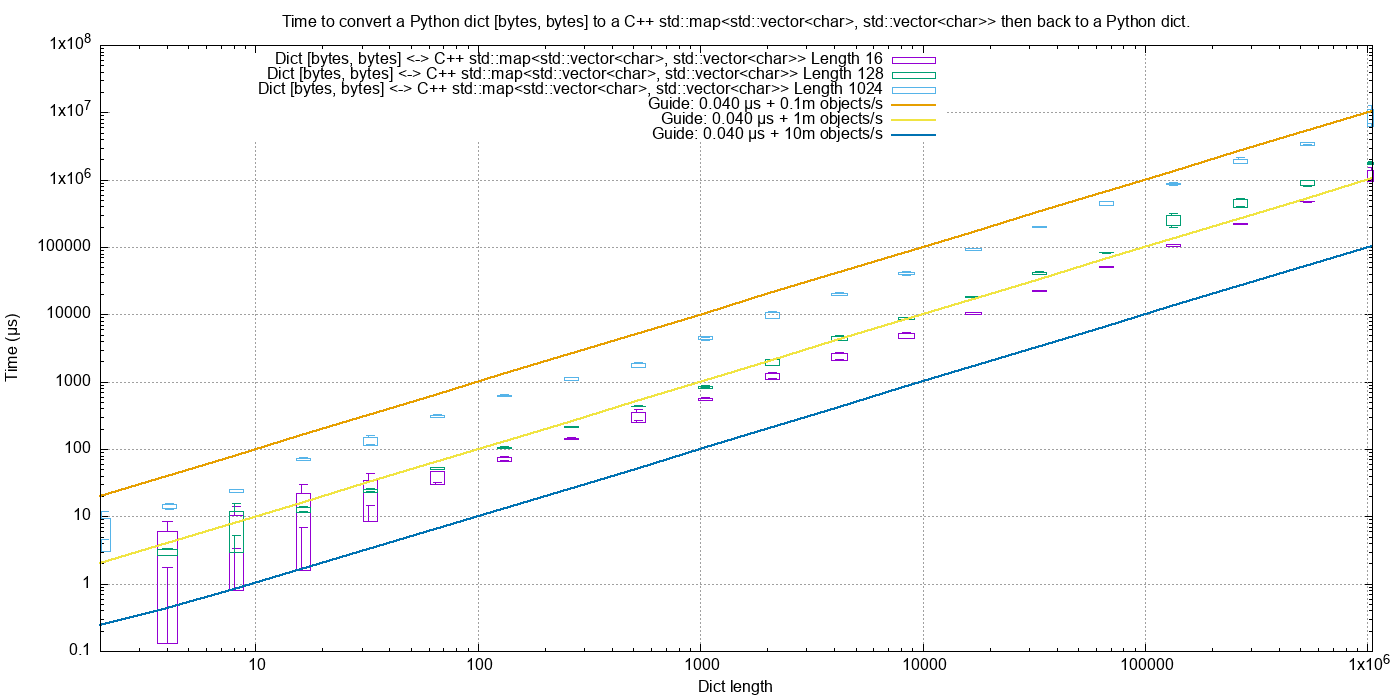 Time to convert a Python dict [bytes, bytes] to a C++ std::map<std::vector<char>, std::vector<char>> then back to a Python dict.
Dict [bytes, bytes] <-> C++ std::map<std::vector<char>, std::vector<char>> Length 16
Dict [bytes, bytes] <-> C++ std::map<std::vector<char>, std::vector<char>> Length 128
Dict [bytes, bytes] <-> C++ std::map<std::vector<char>, std::vector<char>> Length 1024
Guide: 0.040 µs + 0.1m objects/s
Guide: 0.040 µs + 1m objects/s
Guide: 0.040 µs + 10m objects/s
Time (µs)
1x10⁸
1x10⁷
1x10⁶
100000
10000
1000
100
10
1
0.1
10 100 1000 10000 100000 1x10⁶
Dict length